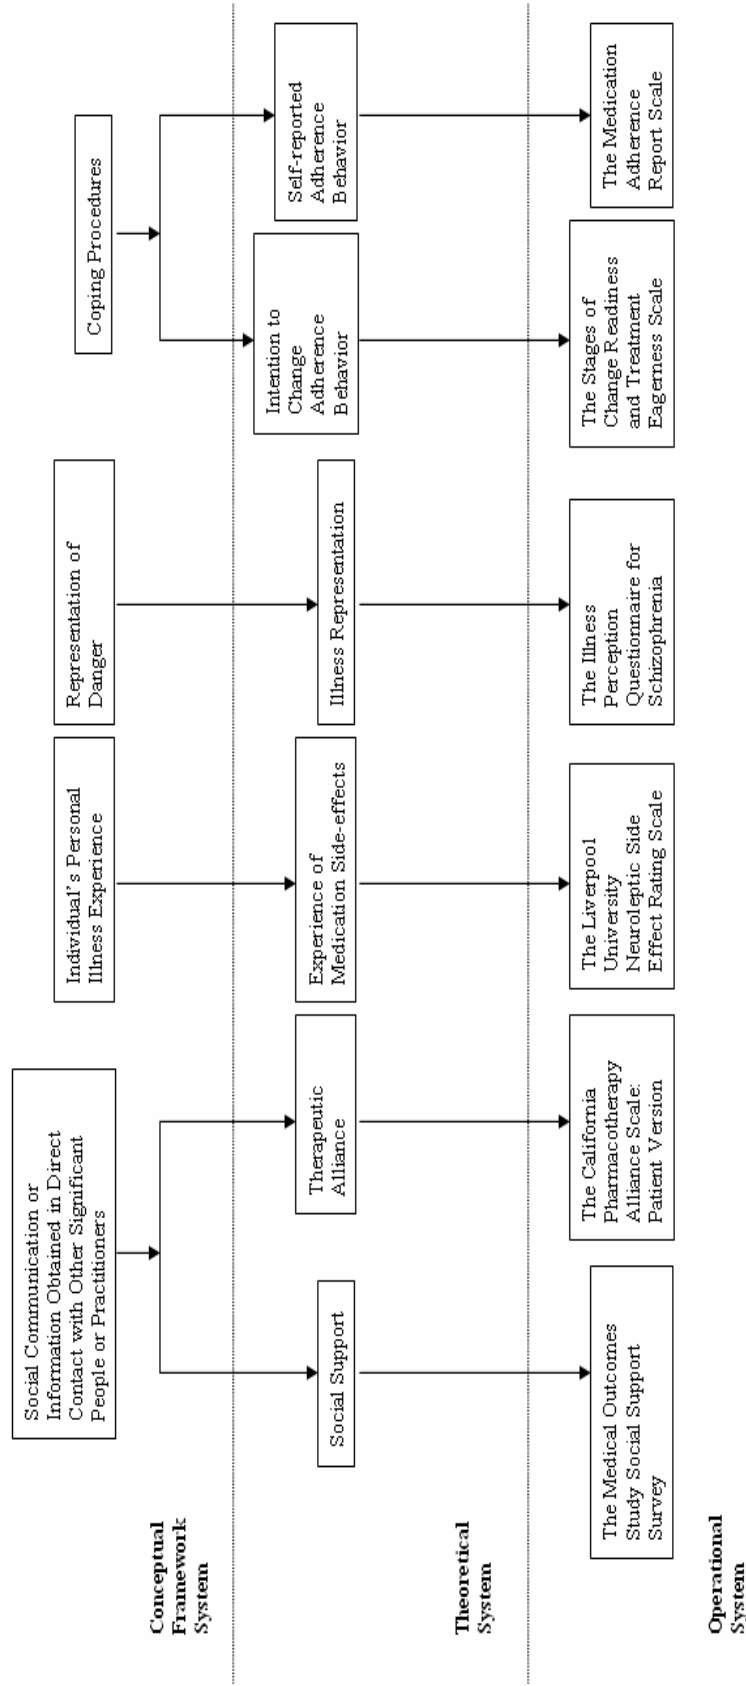 Social Communication or
Information Obtained in Direct
Contact with Other Significant
People or Practitioners
Individual's Personal
Illness Experience
Representation of
Danger
Coping Procedures
Conceptual
Framework
System
Social Support
Therapeutic
Alliance
Experience of
Medication Side-effects
Illness Representation
Intention to
Change
Adherence
Behavior
Self-reported
Adherence
Behavior
Theoretical
System
The Medical Outcomes
Study Social Support
Survey
The California
Pharmacotherapy
Alliance Scale:
Patient Version
The Liverpool
University
Neuroleptic Side
Effect Rating Scale
The Illness
Perception
Questionnaire for
Schizophrenia
The Stages of
Change Readiness
and Treatment
Eagerness Scale
The Medication
Adherence
Report Scale
Operational
System